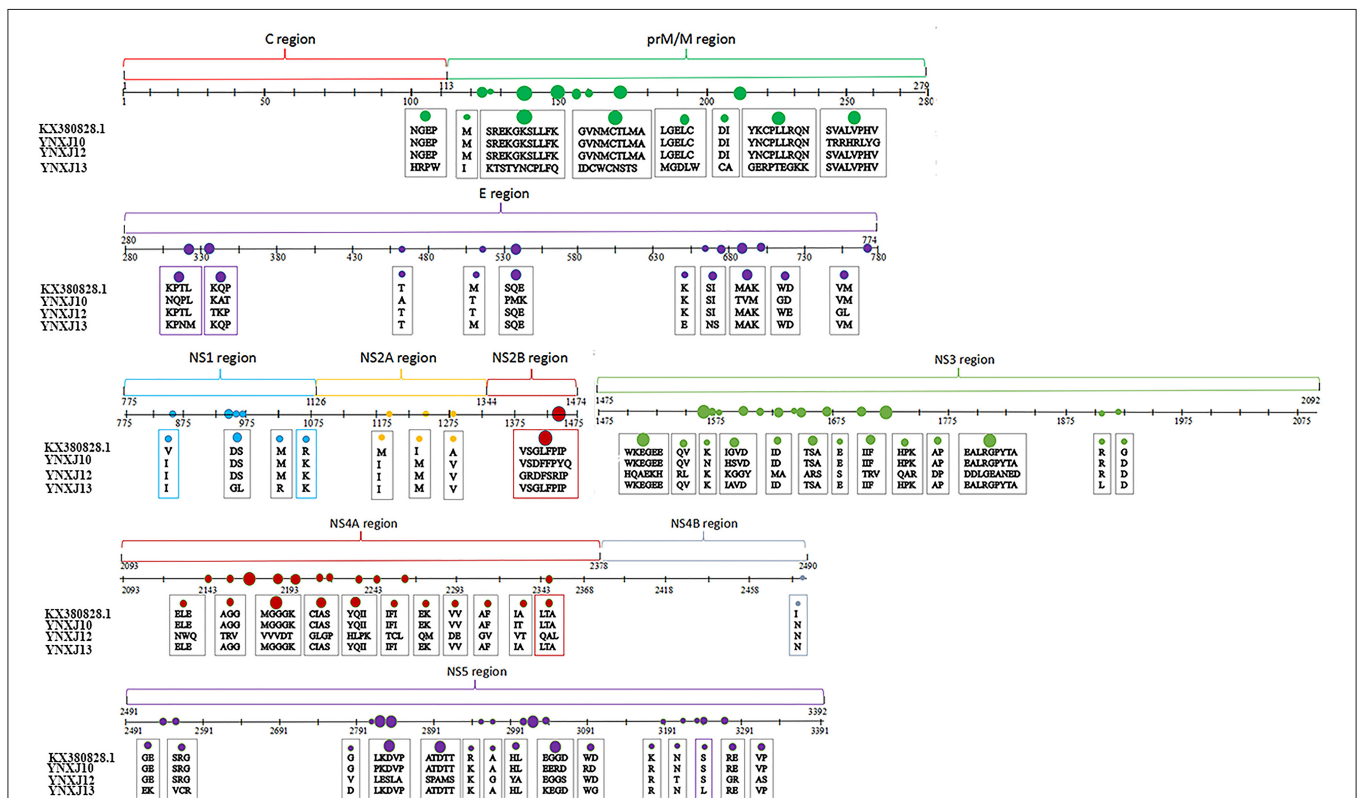 C region prM/M region
1 113 279
1 50 100 150 200 250 280
KX380828.1 NGEP M SREKGKSLLFK GVNMCTLMA LGELC DI YKCPLLRQN SVALVPHV
YNXJ10 NGEP M SREKGKSLLFK GVNMCTLMA LGELC DI YNCPLLRQN TRRHRLYG
YNXJ12 NGEP M SREKGKSLLFK GVNMCTLMA LGELC DI YNCPLLRQN SVALVPHV
YNXJ13 HRPW I KTSTYNCPLFQ IDCWCNSTS MGDLW CA GERPTEGKK SVALVPHV
E region
280 774
280 330 380 430 480 530 580 630 680 730 780
KX380828.1 KPTL KQP T M SQE K SI MAK WD VM
YNXJ10 NQPL KAT A T PMK K SI TVM GD VM
YNXJ12 KPTL TKP T T SQE K SI MAK WE GL
YNXJ13 KPNM KQP T M SQE E NS MAK WD VM
NS1 region NS2A region NS2B region NS3 region
775 1126 1344 1474 1475 2092
775 875 975 1075 1175 1275 1375 1475 1475 1575 1675 1775 1875 1975 2075
KX380828.1 V DS M R M I A VSGLFPIP WKEGEE QV K IGVD ID TSA E IIF HPK AP EALRGPYTA R G
YNXJ10 I DS M K I M V VSDFFPYQ WKEGEE QV N HSVD ID TSA E IIF HPK AP EALRGPYTA R D
YNXJ12 I DS M K I M V GRDFSRIP HQAEKH RL K KGGY MA ARS S TRV QAR DP DDLGEANED R D
YNXJ13 I GL R K I M V VSGLFPIP WKEGEE QV K IAVD ID TSA E IIF HPK AP EALRGPYTA L D
NS4A region NS4B region
2093 2378 2490
2093 2143 2193 2243 2293 2343 2368 2418 2458
KX380828.1 ELE AGG MGGGK CIAS YQII IFI EK VV AF IA LTA I
YNXJ10 ELE AGG MGGGK CIAS YQII IFI EK VV AF IT LTA N
YNXJ12 NWQ TRV VVVDT GLGP HLPK TCL QM DE GV VT QAL N
YNXJ13 ELE AGG MGGGK CIAS YQII IFI EK VV AF IA LTA N
NS5 region
2491 3392
2491 2591 2691 2791 2891 2991 3091 3191 3291 3391
KX380828.1 GE SRG G LKDVP ATDTT R A HL EGGD WD K N S RE VP
YNXJ10 GE SRG G PKDVP ATDTT K A HL EERD RD R N S RE VP
YNXJ12 GE SRG V LESLA SPAMS K G YA EGGS WD R T S GR AS
YNXJ13 EK VCR D LKDVP ATDTT K A HL KEGD WG R N L RE VP